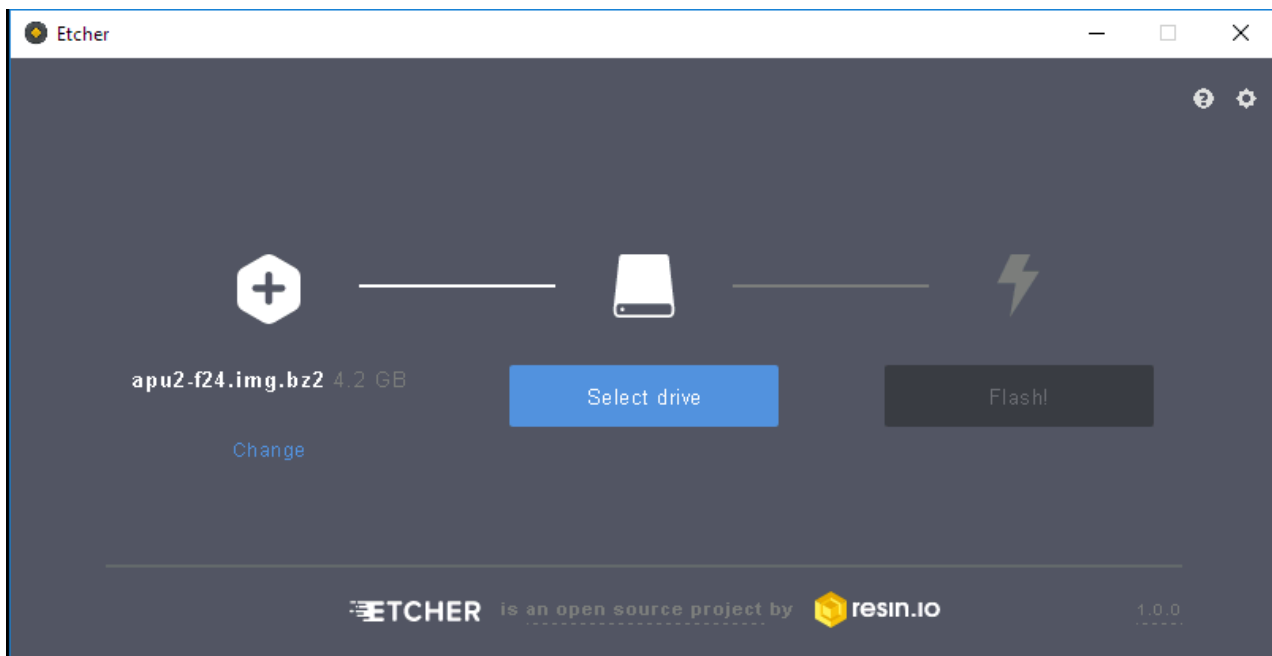 Etcher
apu2-f24.img.bz2 4.2 GB
Change
Select drive
Flash!
ETCHER is an open source project by resin.io 1.0.0